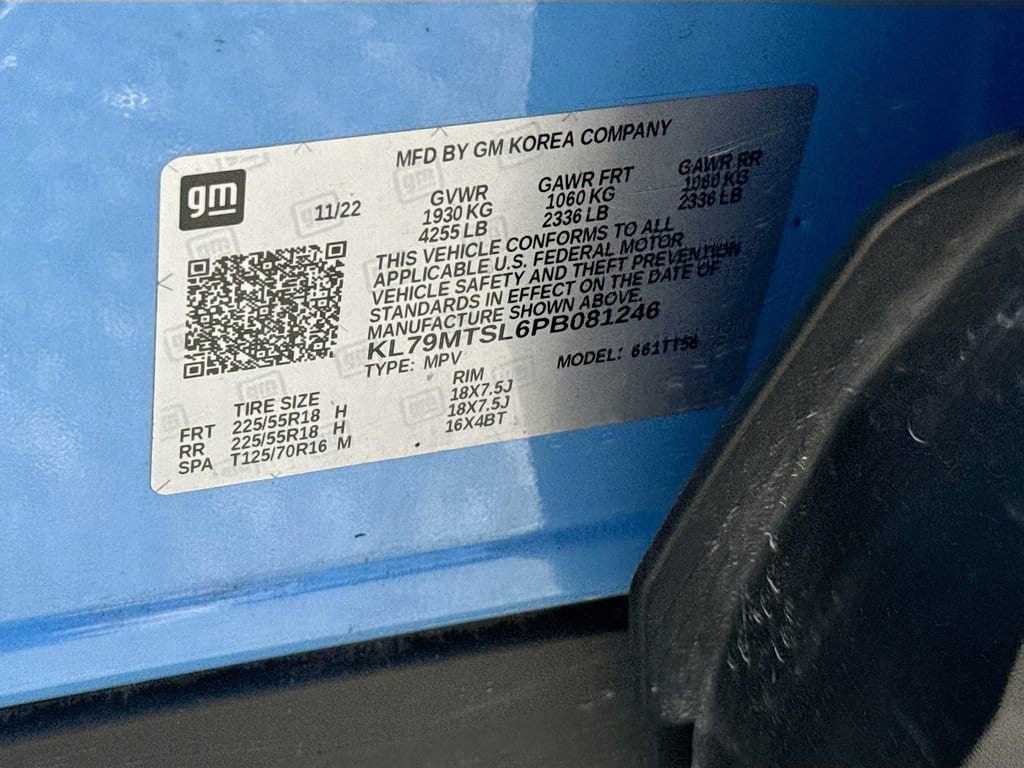 MFD BY GM KOREA COMPANY
gm
11/22
GVWR GAWR FRT GAWR RR
1930 KG 1060 KG 1060 KG
4255 LB 2336 LB 2336 LB
THIS VEHICLE CONFORMS TO ALL
APPLICABLE U.S. FEDERAL MOTOR
VEHICLE SAFETY AND THEFT PREVENTION
STANDARDS IN EFFECT ON THE DATE OF
MANUFACTURE SHOWN ABOVE.
KL79MTSL6PB081246
TYPE: MPV MODEL: 661TT56
TIRE SIZE RIM
FRT 225/55R18 H 18X7.5J
RR 225/55R18 H 18X7.5J
SPA T125/70R16 M 16X4BT